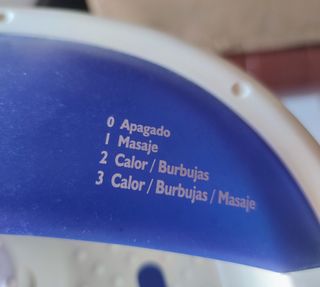 0 Apagado
1 Masaje
2 Calor / Burbujas
3 Calor / Burbujas / Masaje